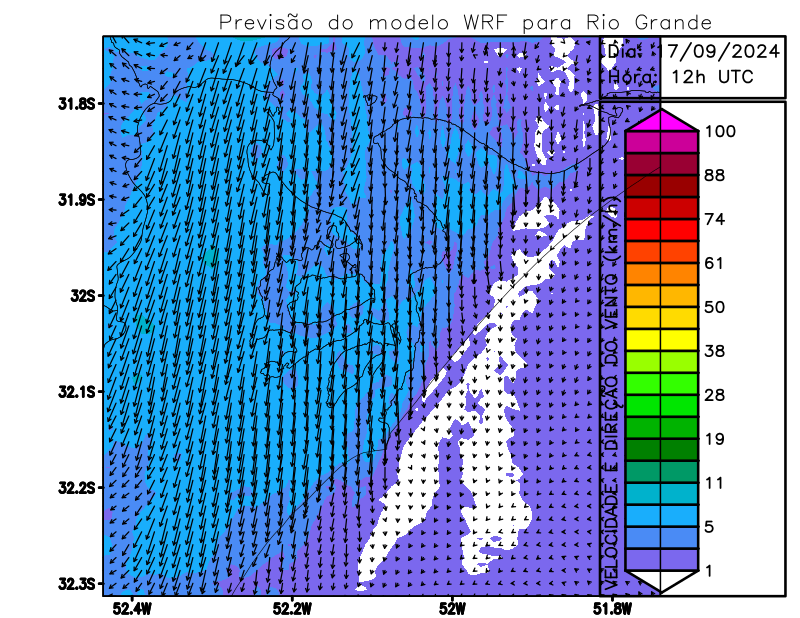 Previsão do modelo WRF para Rio Grande
Dia: 17/09/2024
Hora: 12h UTC
31.8S
31.9S
32S
32.1S
32.2S
32.3S
52.4W
52.2W
52W
51.8W
VELOCIDADE E DIREÇÃO DO VENTO (km/h)
100
88
74
61
50
38
28
19
11
5
1